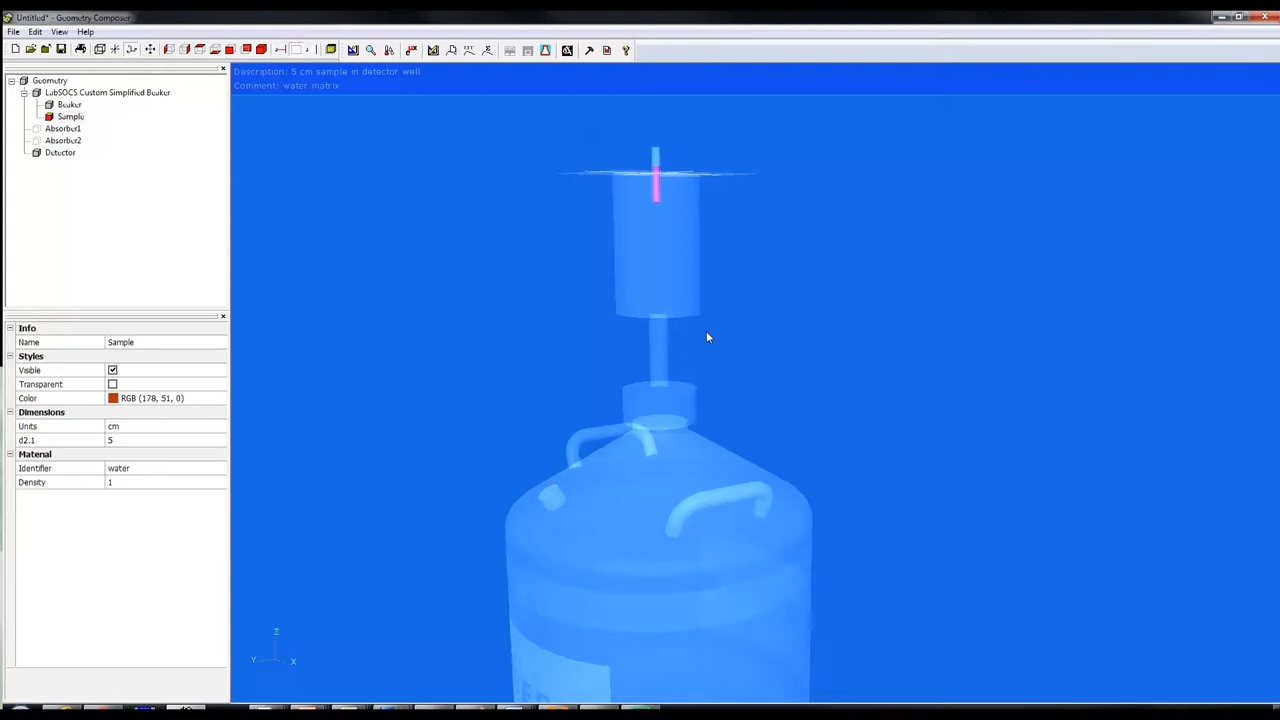 Untitled* - Geometry Composer
File Edit View Help
Description: 5 cm sample in detector well
Comment: water matrix
Geometry
LabSOCS Custom Simplified Beaker
Beaker
Sample
Absorber1
Absorber2
Detector
Info
Name Sample
Styles
Visible
Transparent
Color RGB (178, 51, 0)
Dimensions
Units cm
d2.1 5
Material
Identifier water
Density 1
Z
Y X